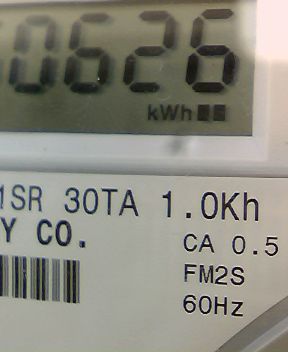 0626
kWh
1SR 30TA 1.0Kh
Y CO.
CA 0.5
FM2S
60Hz